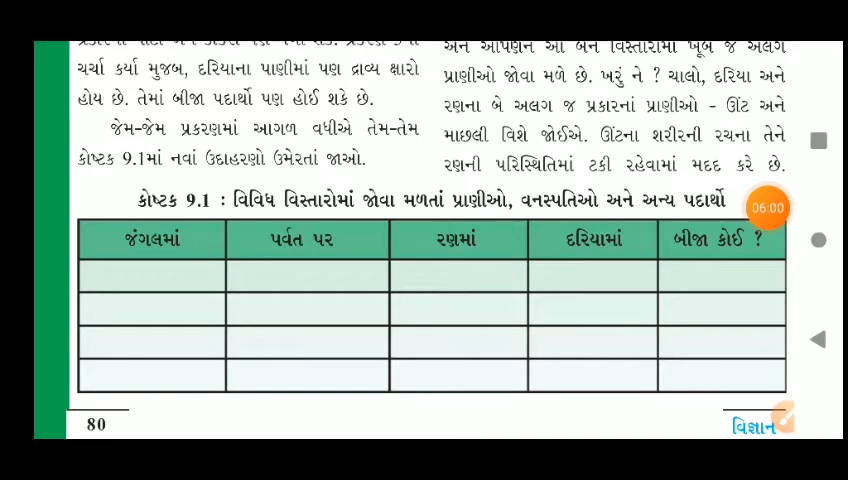 ચર્ચા કર્યા મુજબ, દરિયાના પાણીમાં પણ દ્રાવ્ય ક્ષારો
હોય છે. તેમાં બીજા પદાર્થો પણ હોઈ શકે છે.
જેમ-જેમ પ્રકરણમાં આગળ વધીએ તેમ-તેમ
કોષ્ટક 9.1માં નવાં ઉદાહરણો ઉમેરતાં જાઓ.
અને આપણને આ બંને વિસ્તારોમાં ખૂબ જ અલગ
પ્રાણીઓ જોવા મળે છે. ખરું ને ? ચાલો, દરિયા અને
રણના બે અલગ જ પ્રકારનાં પ્રાણીઓ - ઊંટ અને
માછલી વિશે જોઈએ. ઊંટના શરીરની રચના તેને
રણની પરિસ્થિતિમાં ટકી રહેવામાં મદદ કરે છે.
કોષ્ટક 9.1 : વિવિધ વિસ્તારોમાં જોવા મળતાં પ્રાણીઓ, વનસ્પતિઓ અને અન્ય પદાર્થો
06:00
જંગલમાં પર્વત પર રણમાં દરિયામાં બીજા કોઈ ?
80
વિજ્ઞાન